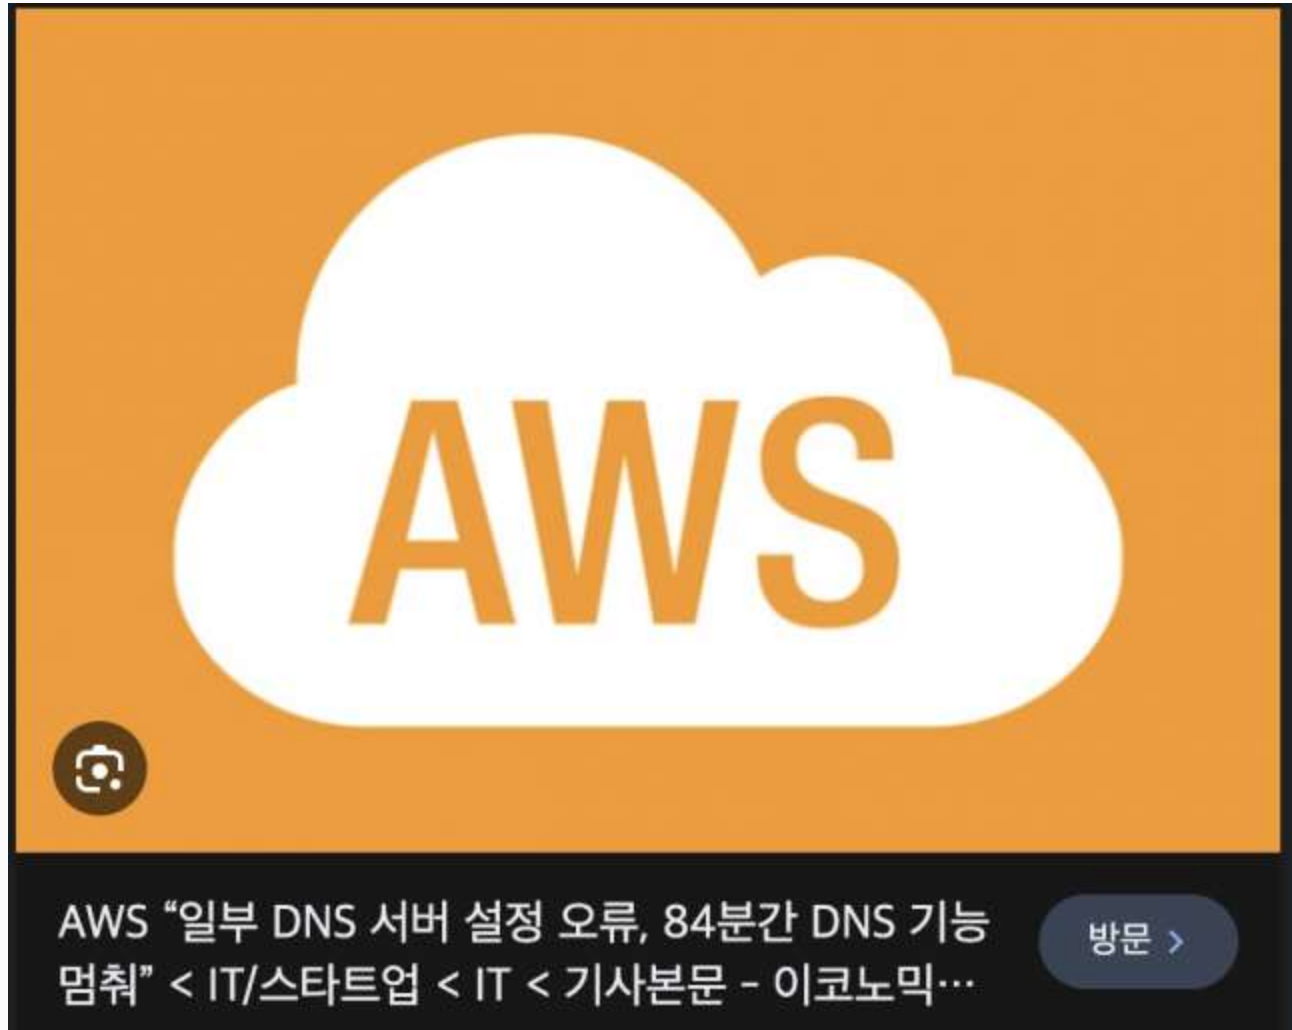 AWS
AWS “일부 DNS 서버 설정 오류, 84분간 DNS 기능
멈춰” < IT/스타트업 < IT < 기사본문 - 이코노믹…
방문 >